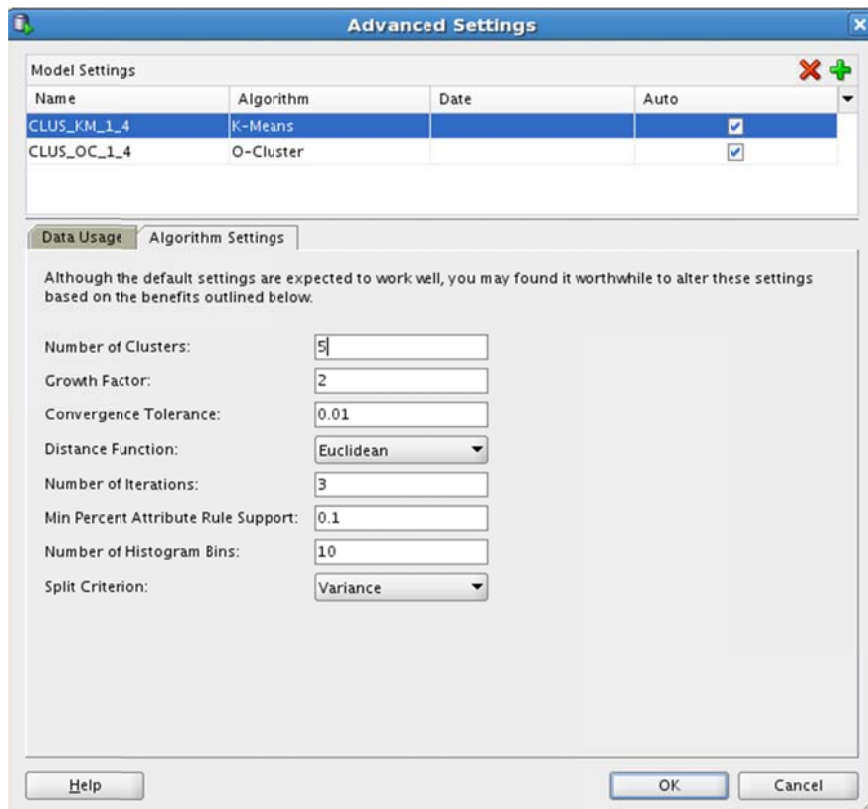 Advanced Settings
Model Settings
Name Algorithm Date Auto
CLUS_KM_1_4 K-Means
CLUS_OC_1_4 O-Cluster
Data Usage Algorithm Settings
Although the default settings are expected to work well, you may found it worthwhile to alter these settings
based on the benefits outlined below.
Number of Clusters: 5
Growth Factor: 2
Convergence Tolerance: 0.01
Distance Function: Euclidean
Number of Iterations: 3
Min Percent Attribute Rule Support: 0.1
Number of Histogram Bins: 10
Split Criterion: Variance
Help OK Cancel